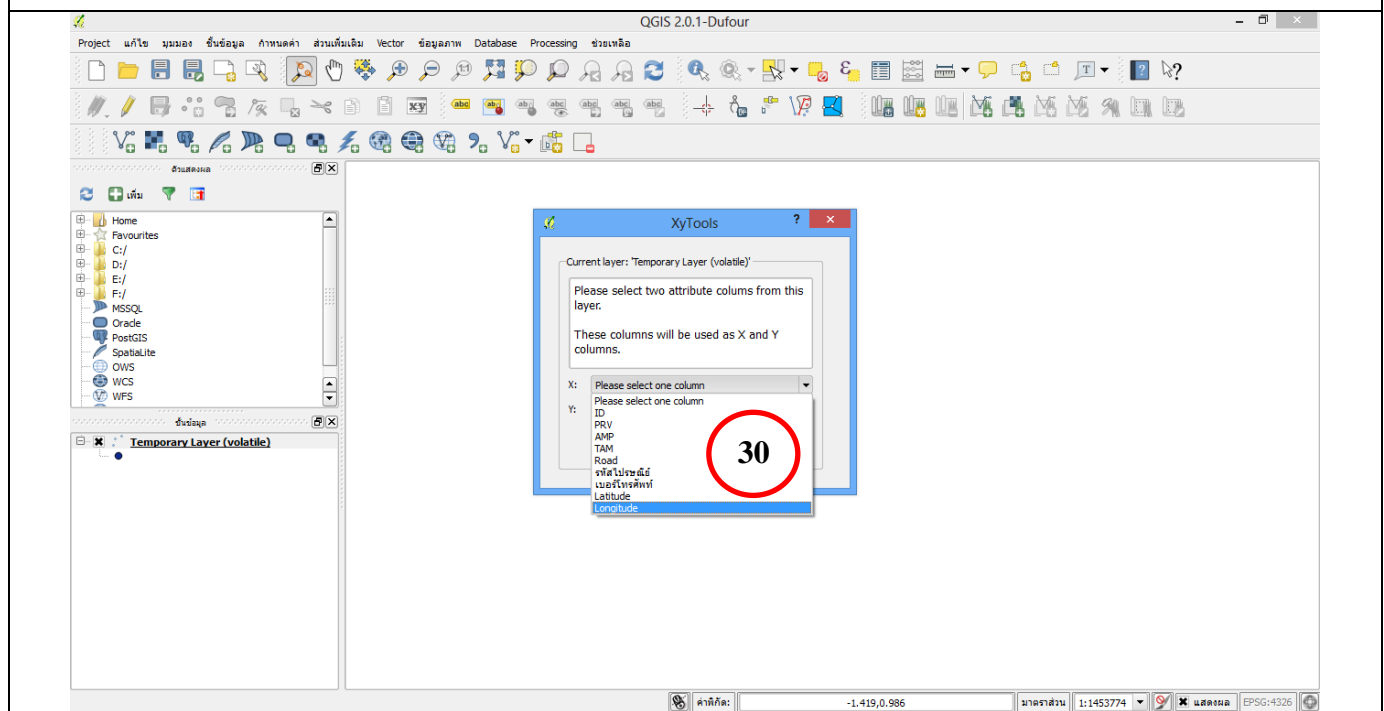 QGIS 2.0.1-Dufour
Project แก้ไข มุมมอง ชั้นข้อมูล กำหนดค่า ส่วนเพิ่มเติม Vector ข้อมูลภาพ Database Processing ช่วยเหลือ
ตัวแสดงผล
เพิ่ม
Home
Favourites
C:/
D:/
E:/
F:/
MSSQL
Oracle
PostGIS
SpatiaLite
OWS
WCS
WFS
ชั้นข้อมูล
Temporary Layer (volatile)
XyTools
Current layer: 'Temporary Layer (volatile)'
Please select two attribute colums from this
layer.
These columns will be used as X and Y
columns.
X: Please select one column
Y:
Please select one column
ID
PRV
AMP
TAM
Road
รหัสไปรษณีย์
เบอร์โทรศัพท์
Latitude
Longitude
30
ค่าพิกัด: -1.419,0.986 มาตราส่วน 1:1453774 แสดงผล EPSG:4326